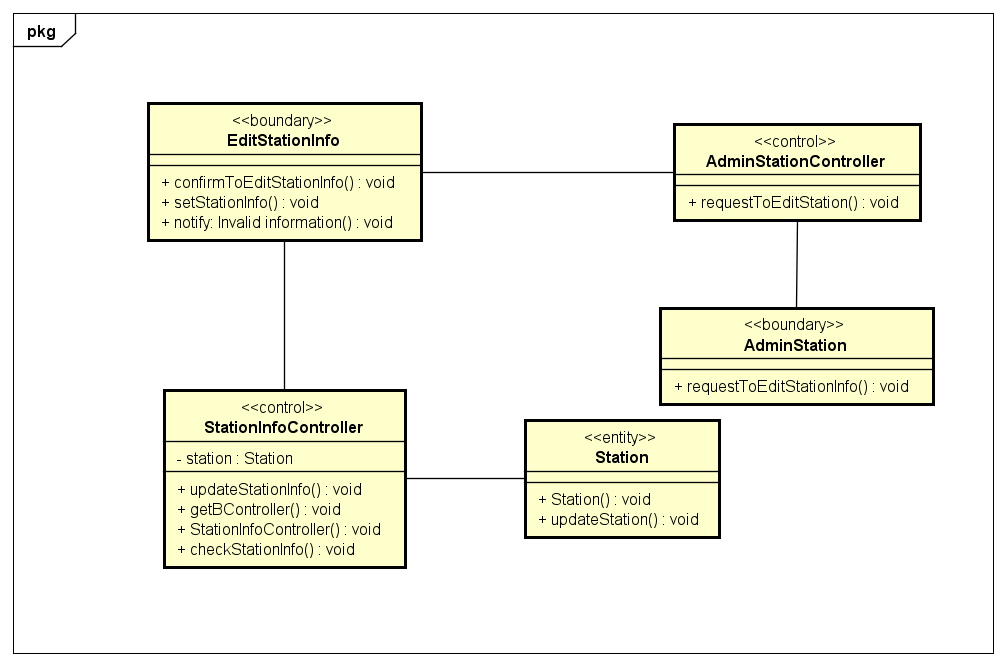 pkg
<<boundary>>
EditStationInfo
+ confirmToEditStationInfo() : void
+ setStationInfo() : void
+ notify: Invalid information() : void
<<control>>
AdminStationController
+ requestToEditStation() : void
<<boundary>>
AdminStation
+ requestToEditStationInfo() : void
<<control>>
StationInfoController
- station : Station
+ updateStationInfo() : void
+ getBController() : void
+ StationInfoController() : void
+ checkStationInfo() : void
<<entity>>
Station
+ Station() : void
+ updateStation() : void